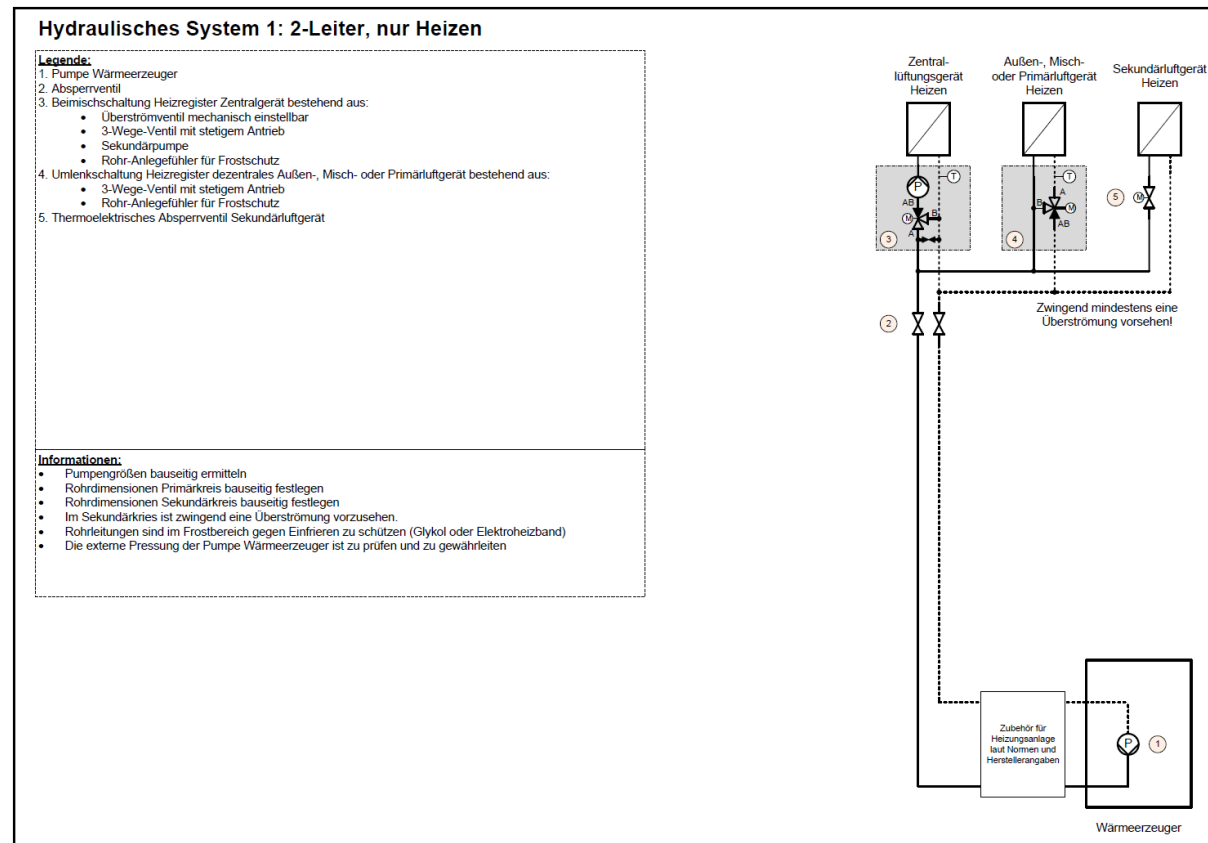 Hydraulisches System 1: 2-Leiter, nur Heizen
Legende:
1. Pumpe Wärmeerzeuger
2. Absperrventil
3. Beimischschaltung Heizregister Zentralgerät bestehend aus:
• Überströmventil mechanisch einstellbar
• 3-Wege-Ventil mit stetigem Antrieb
• Sekundärpumpe
• Rohr-Anlegefühler für Frostschutz
4. Umlenkschaltung Heizregister dezentrales Außen-, Misch- oder Primärluftgerät bestehend aus:
• 3-Wege-Ventil mit stetigem Antrieb
• Rohr-Anlegefühler für Frostschutz
5. Thermoelektrisches Absperrventil Sekundärluftgerät
Informationen:
• Pumpengrößen bauseitig ermitteln
• Rohrdimensionen Primärkreis bauseitig festlegen
• Rohrdimensionen Sekundärkreis bauseitig festlegen
• Im Sekundärkries ist zwingend eine Überströmung vorzusehen.
• Rohrleitungen sind im Frostbereich gegen Einfrieren zu schützen (Glykol oder Elektroheizband)
• Die externe Pressung der Pumpe Wärmeerzeuger ist zu prüfen und zu gewährleiten
Zentral-
lüftungsgerät
Heizen
Außen-, Misch-
oder Primärluftgerät
Heizen
Sekundärluftgerät
Heizen
T
P
AB
M
B
A
3
T
A
B
M
AB
4
5
M
Zwingend mindestens eine
Überströmung vorsehen!
2
Zubehör für
Heizungsanlage
laut Normen und
Herstellerangaben
P
1
Wärmeerzeuger